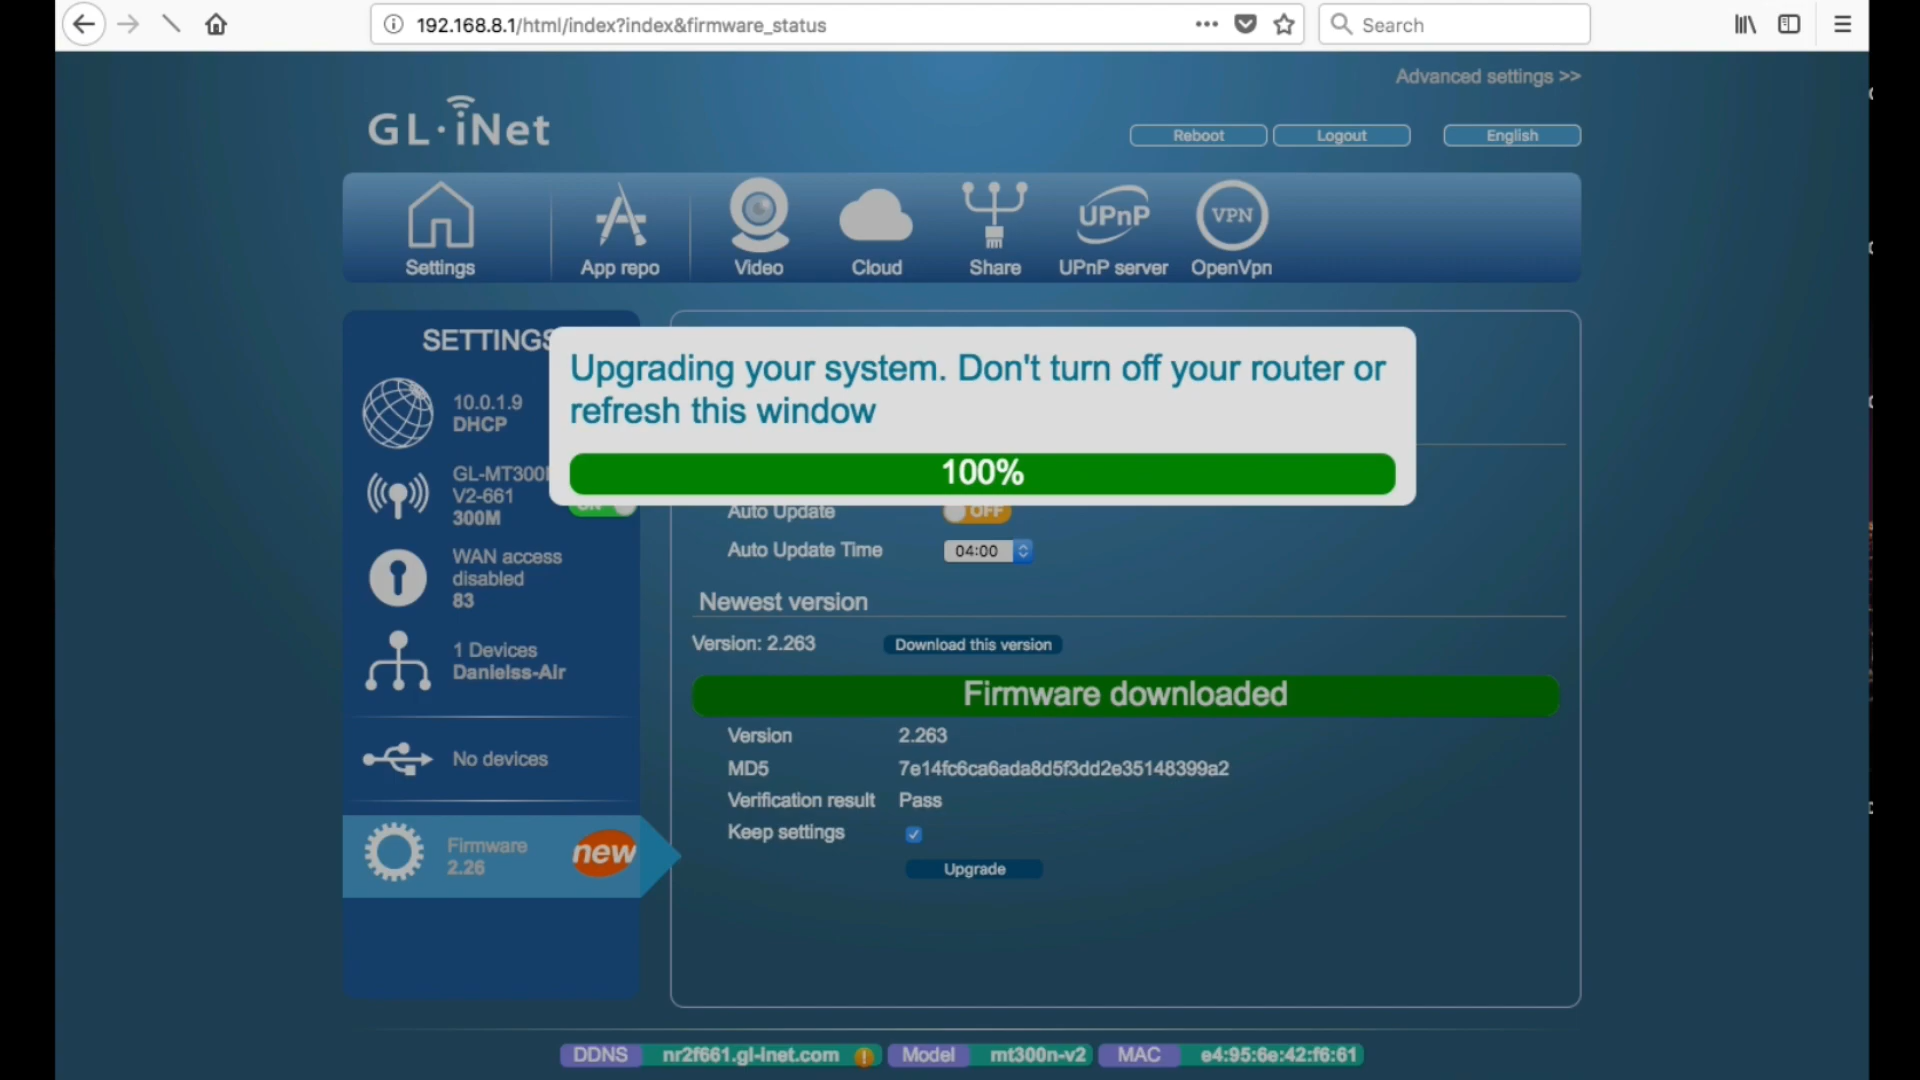 192.168.8.1/html/index?index&firmware_status
Search
Advanced settings >>
GL·iNet
Reboot
Logout
English
UPnP
VPN
Settings
App repo
Video
Cloud
Share
UPnP server
OpenVpn
SETTINGS
Upgrading your system. Don't turn off your router or
refresh this window
100%
10.0.1.9
DHCP
GL-MT300
V2-661
300M
ON
WAN access
disabled
83
1 Devices
Danielss-Air
No devices
Firmware
2.26
new
Auto Update
OFF
Auto Update Time
04:00
Newest version
Version: 2.263
Download this version
Firmware downloaded
Version 2.263
MD5 7e14fc6ca6ada8d5f3dd2e35148399a2
Verification result Pass
Keep settings
Upgrade
DDNS nr2f661.gl-inet.com ! Model mt300n-v2 MAC e4:95:6e:42:f6:61